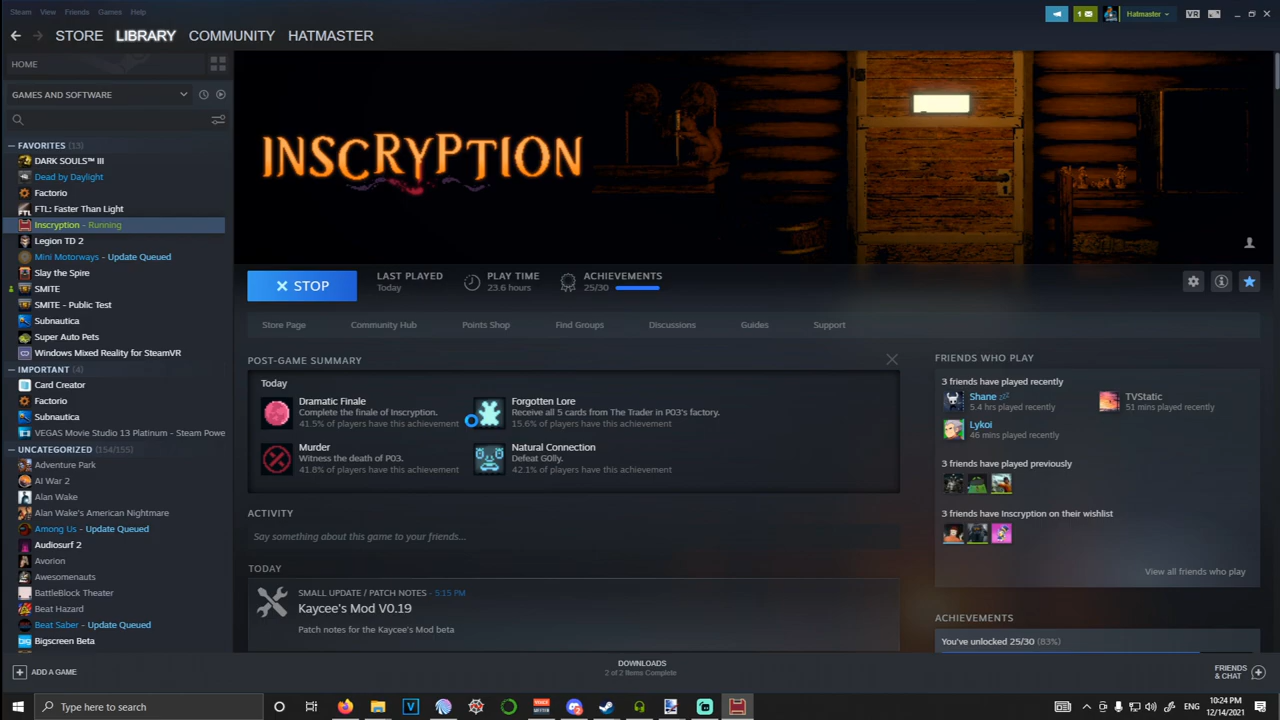 Steam View Friends Games Help
1
Hatmaster
VR
STORE LIBRARY COMMUNITY HATMASTER
HOME
GAMES AND SOFTWARE
FAVORITES (13)
DARK SOULS™ III
Dead by Daylight
Factorio
FTL: Faster Than Light
Inscryption - Running
Legion TD 2
Mini Motorways - Update Queued
Slay the Spire
SMITE
SMITE - Public Test
Subnautica
Super Auto Pets
Windows Mixed Reality for SteamVR
IMPORTANT (4)
Card Creator
Factorio
Subnautica
VEGAS Movie Studio 13 Platinum - Steam Powe
UNCATEGORIZED (154/155)
Adventure Park
AI War 2
Alan Wake
Alan Wake's American Nightmare
Among Us - Update Queued
Audiosurf 2
Avorion
Awesomenauts
BattleBlock Theater
Beat Hazard
Beat Saber - Update Queued
Bigscreen Beta
INSCRYPTION
STOP
LAST PLAYED
Today
PLAY TIME
23.6 hours
ACHIEVEMENTS
25/30
Store Page Community Hub Points Shop Find Groups Discussions Guides Support
POST-GAME SUMMARY
Today
Dramatic Finale
Complete the finale of Inscryption.
41.5% of players have this achievement
Forgotten Lore
Receive all 5 cards from The Trader in P03's factory.
15.6% of players have this achievement
Murder
Witness the death of P03.
41.8% of players have this achievement
Natural Connection
Defeat G0lly.
42.1% of players have this achievement
ACTIVITY
Say something about this game to your friends...
TODAY
SMALL UPDATE / PATCH NOTES - 5:15 PM
Kaycee's Mod V0.19
Patch notes for the Kaycee's Mod beta
FRIENDS WHO PLAY
3 friends have played recently
Shane
5.4 hrs played recently
TVStatic
51 mins played recently
Lykoi
46 mins played recently
3 friends have played previously
3 friends have Inscryption on their wishlist
View all friends who play
ACHIEVEMENTS
You've unlocked 25/30 (83%)
ADD A GAME
DOWNLOADS
2 of 2 Items Complete
FRIENDS
& CHAT
Type here to search
ENG
10:24 PM
12/14/2021